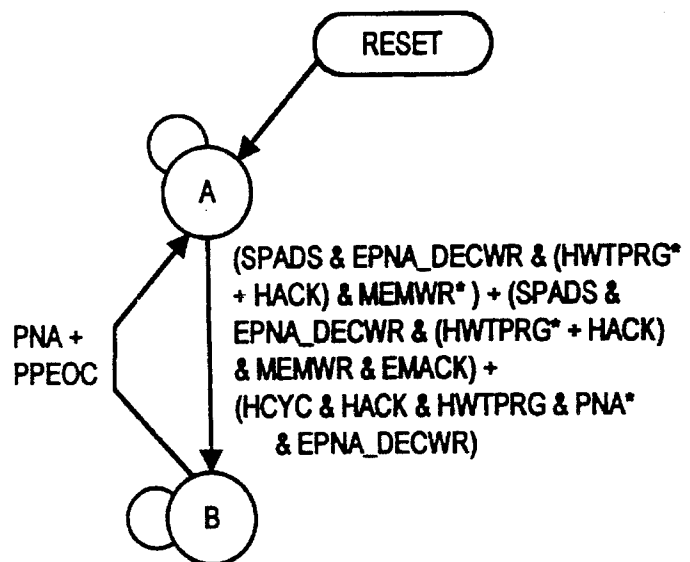 RESET
A
(SPADS & EPNA_DECWR & (HWTPRG*
+ HACK) & MEMWR* ) + (SPADS &
EPNA_DECWR & (HWTPRG* + HACK)
& MEMWR & EMACK) +
(HCYC & HACK & HWTPRG & PNA*
& EPNA_DECWR)
PNA +
PPEOC
B